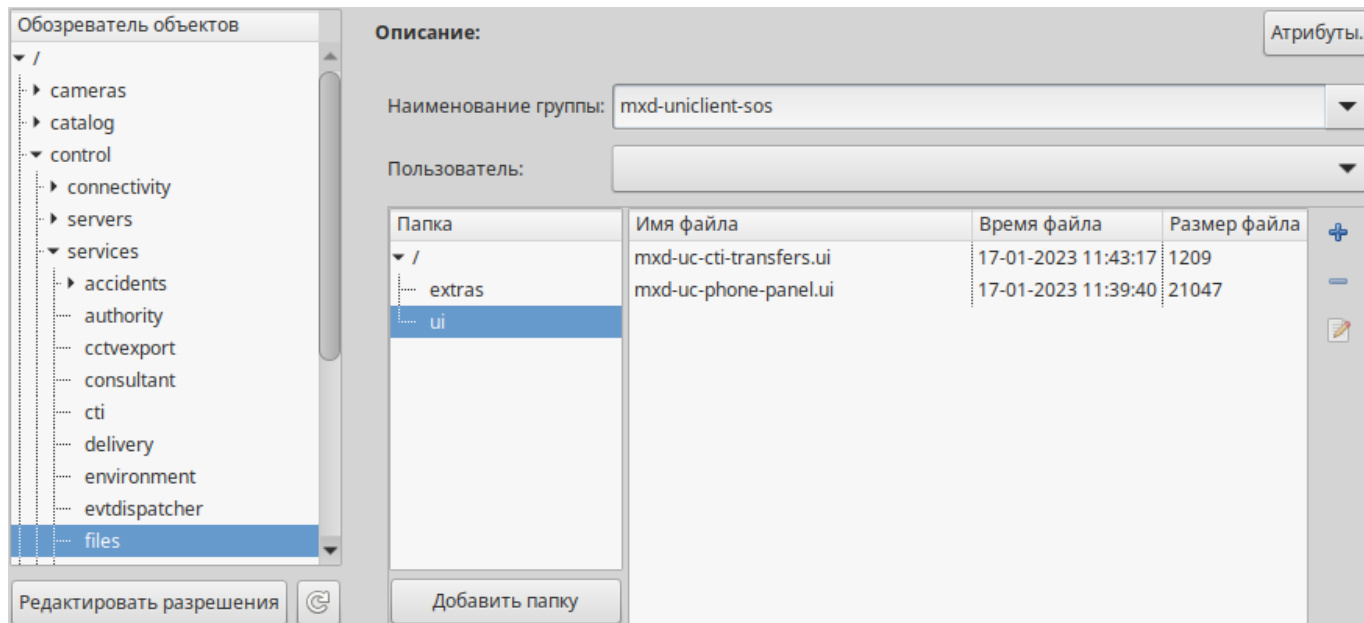 Обозреватель объектов
/
cameras
catalog
control
connectivity
servers
services
accidents
authority
cctvexport
consultant
cti
delivery
environment
evtdispatcher
files
Редактировать разрешения
Описание:
Атрибуты.
Наименование группы: mxd-uniclient-sos
Пользователь:
Папка
/
extras
ui
Добавить папку
Имя файла Время файла Размер файла
mxd-uc-cti-transfers.ui 17-01-2023 11:43:17 1209
mxd-uc-phone-panel.ui 17-01-2023 11:39:40 21047